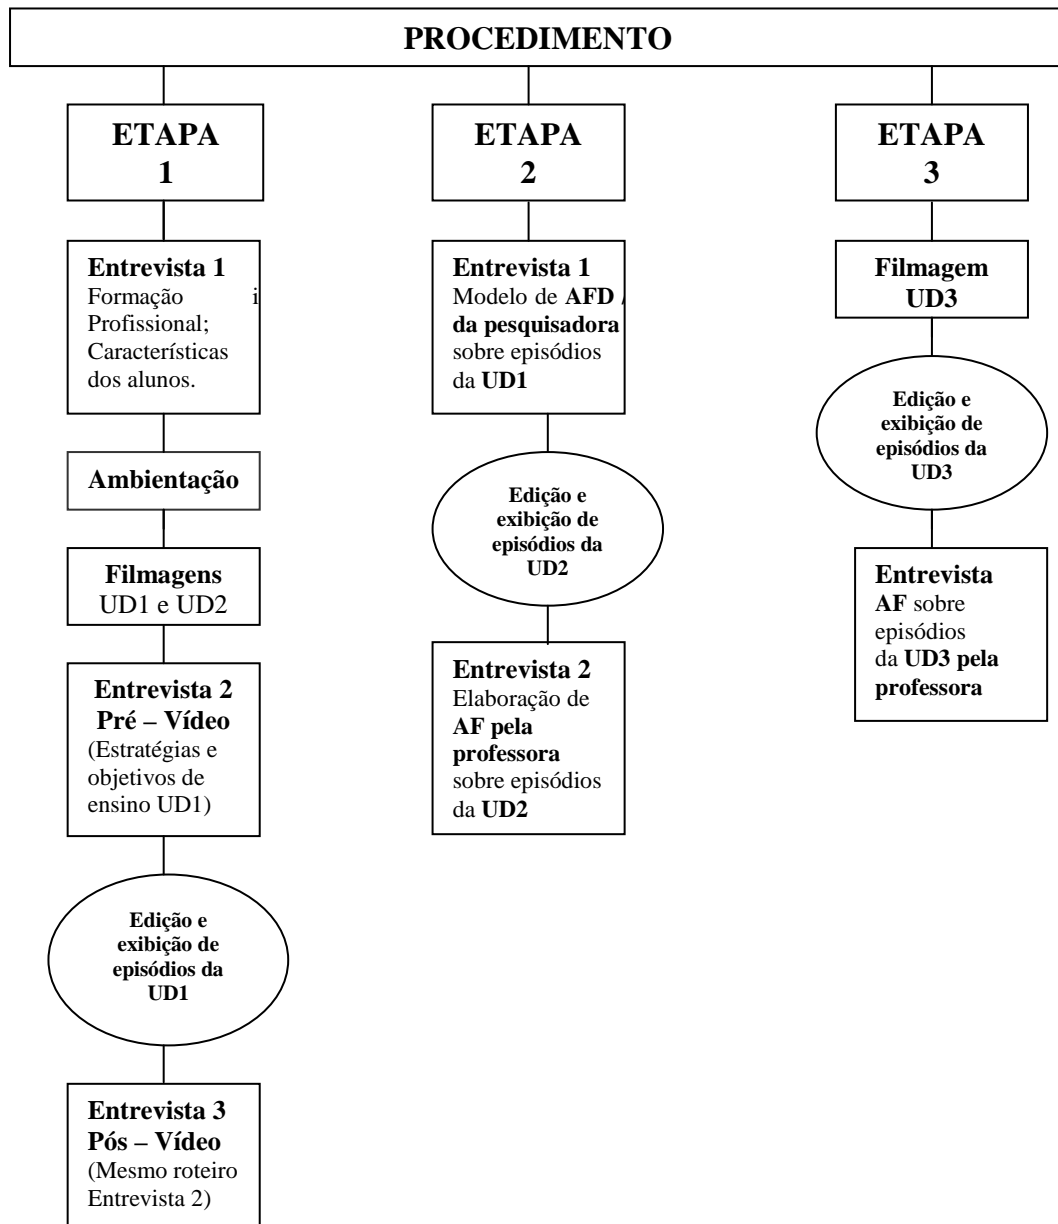 PROCEDIMENTO
ETAPA
1
Entrevista 1
Formação i
Profissional;
Características
dos alunos.
Ambientação
Filmagens
UD1 e UD2
Entrevista 2
Pré – Vídeo
(Estratégias e
objetivos de
ensino UD1)
Edição e
exibição de
episódios da
UD1
Entrevista 3
Pós – Vídeo
(Mesmo roteiro
Entrevista 2)
ETAPA
2
Entrevista 1
Modelo de AFD /
da pesquisadora
sobre episódios
da UD1
Edição e
exibição de
episódios da
UD2
Entrevista 2
Elaboração de
AF pela
professora
sobre episódios
da UD2
ETAPA
3
Filmagem
UD3
Edição e
exibição de
episódios da
UD3
Entrevista
AF sobre
episódios
da UD3 pela
professora